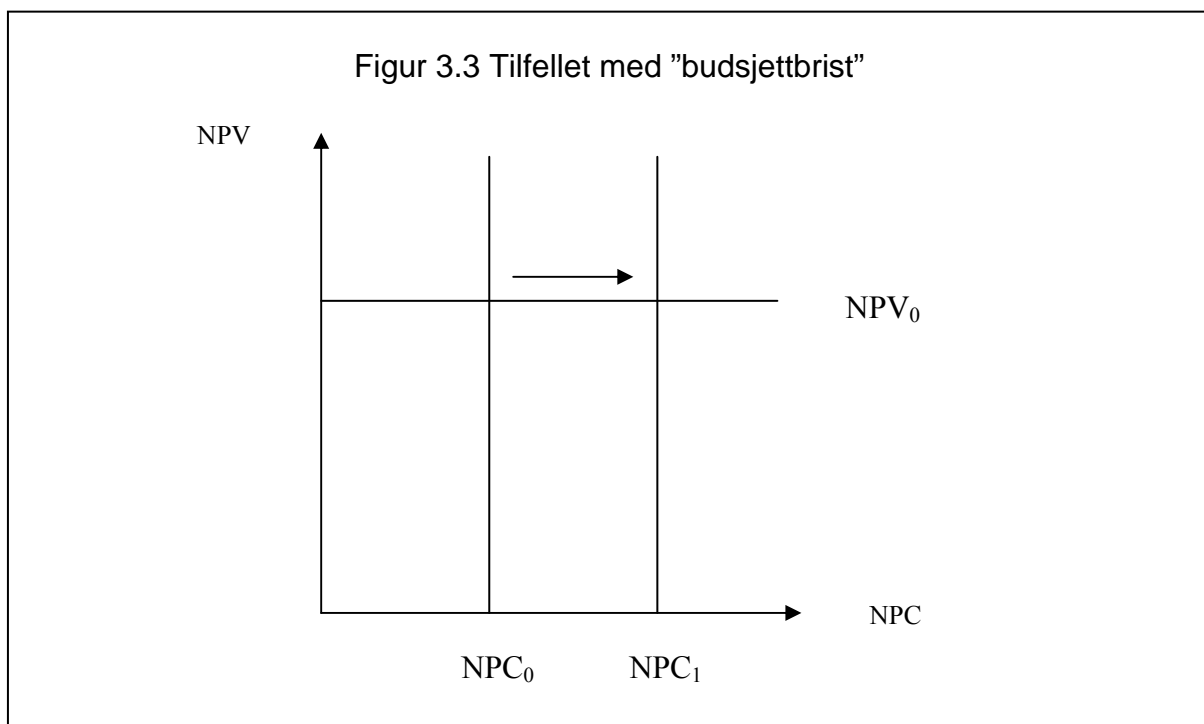 Figur 3.3 Tilfellet med ”budsjettbrist”
NPV
NPV₀
NPC
NPC₀ NPC₁